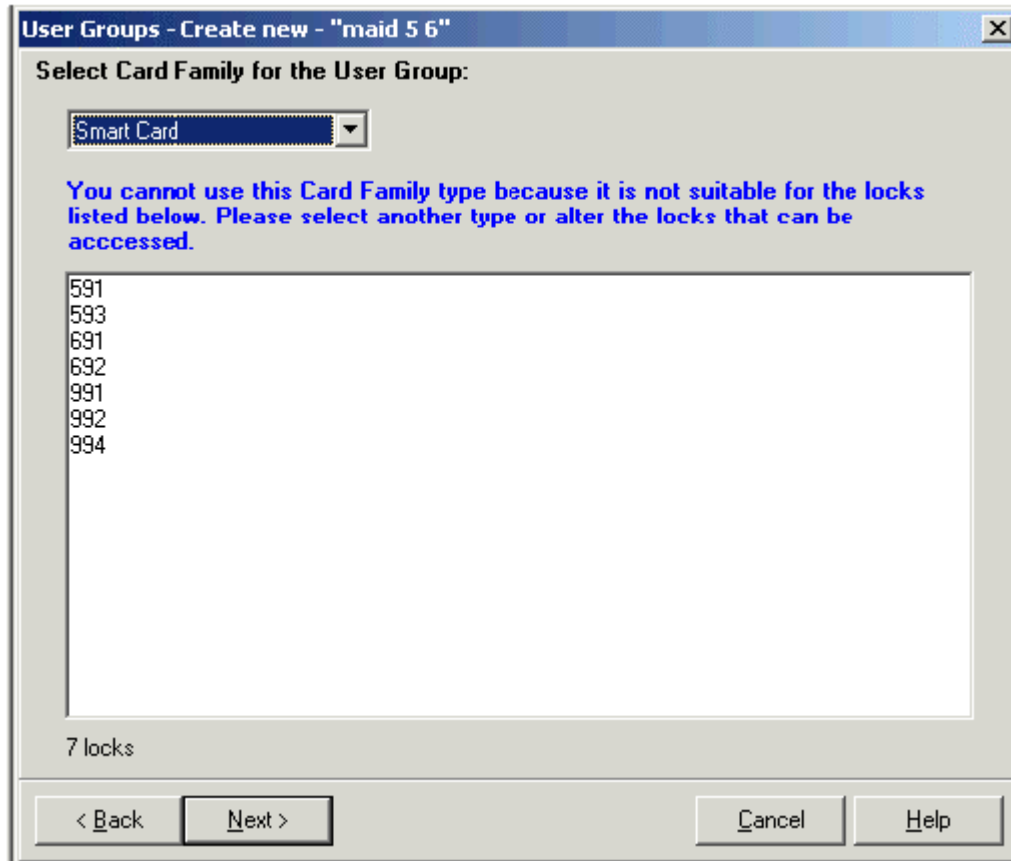 User Groups - Create new - "maid 5 6"
Select Card Family for the User Group:
Smart Card
You cannot use this Card Family type because it is not suitable for the locks
listed below. Please select another type or alter the locks that can be
acccessed.
591
593
691
692
991
992
994
7 locks
< Back Next > Cancel Help